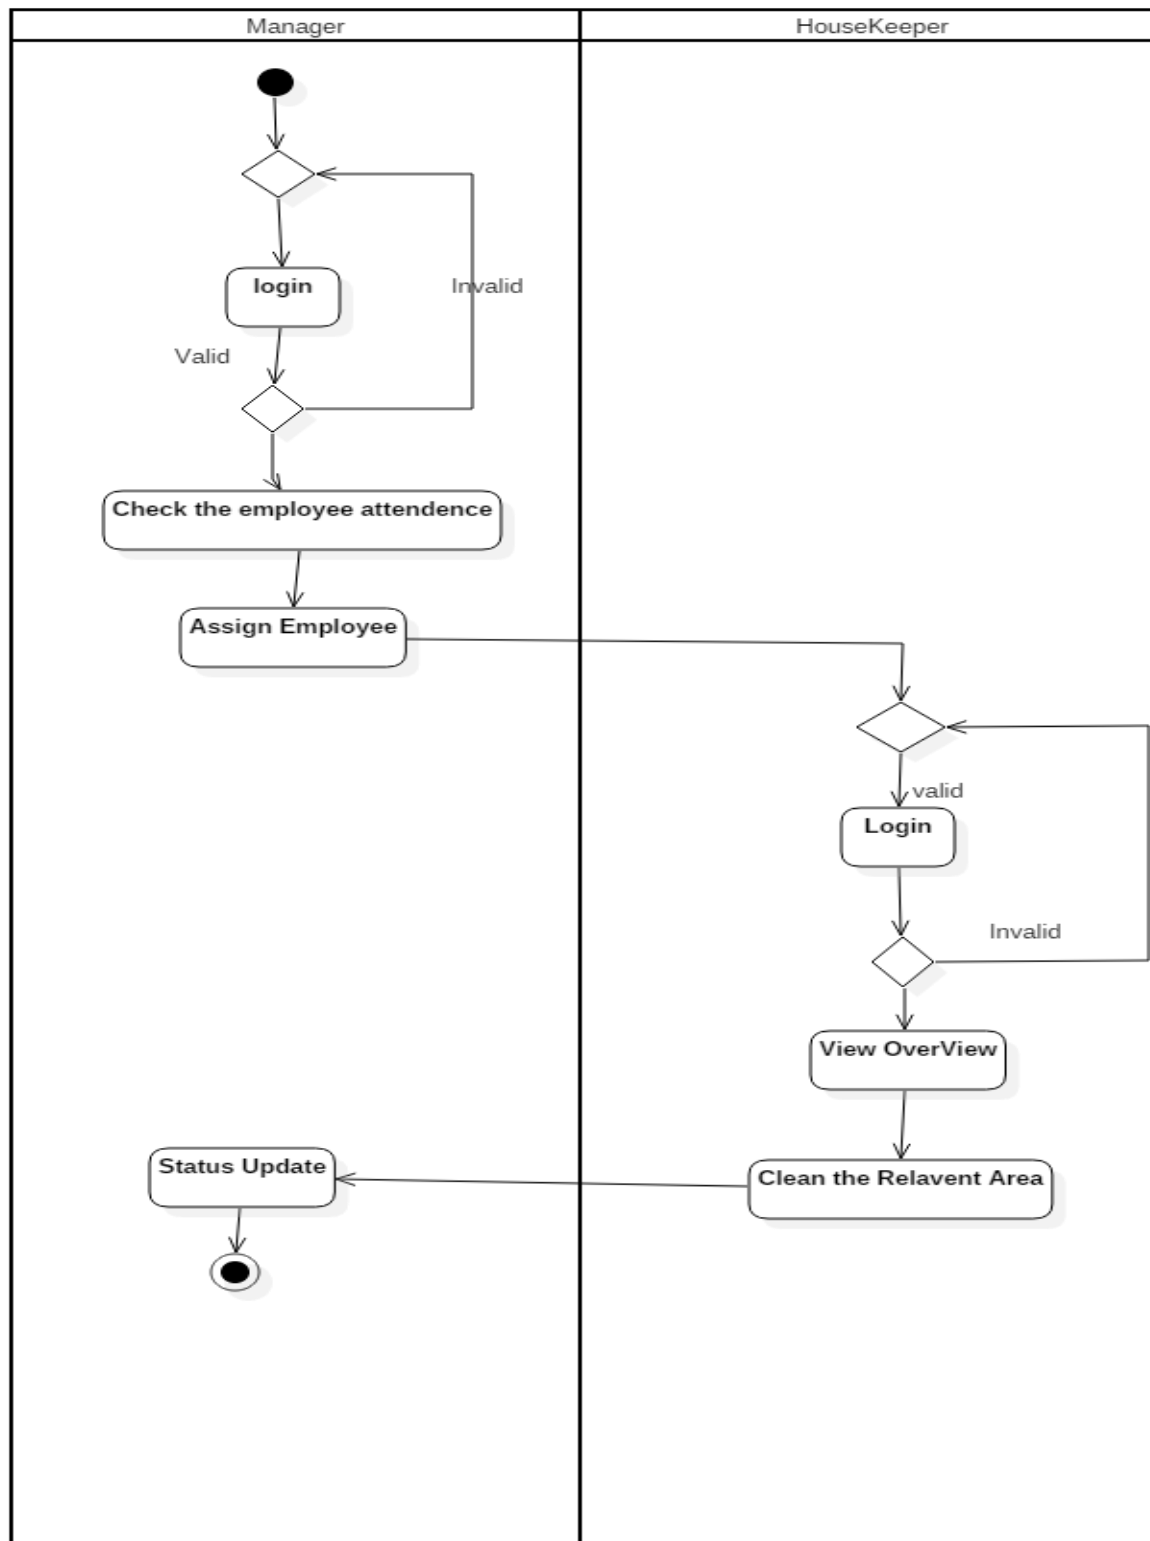 Manager
HouseKeeper
login
Invalid
Valid
Check the employee attendence
Assign Employee
valid
Login
Invalid
View OverView
Status Update
Clean the Relavent Area